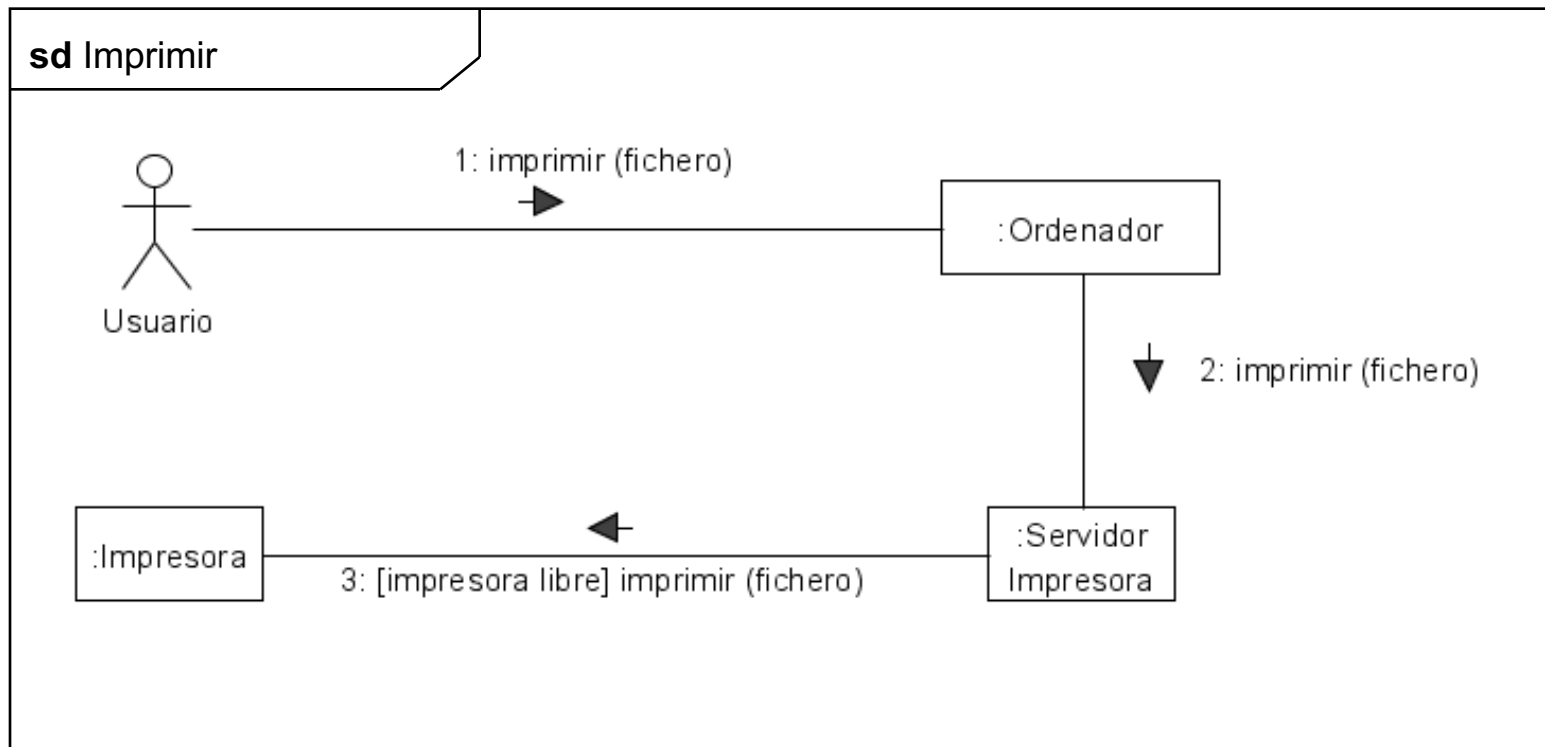 sd Imprimir
1: imprimir (fichero)
:Ordenador
Usuario
2: imprimir (fichero)
:Impresora
3: [impresora libre] imprimir (fichero)
:Servidor
Impresora